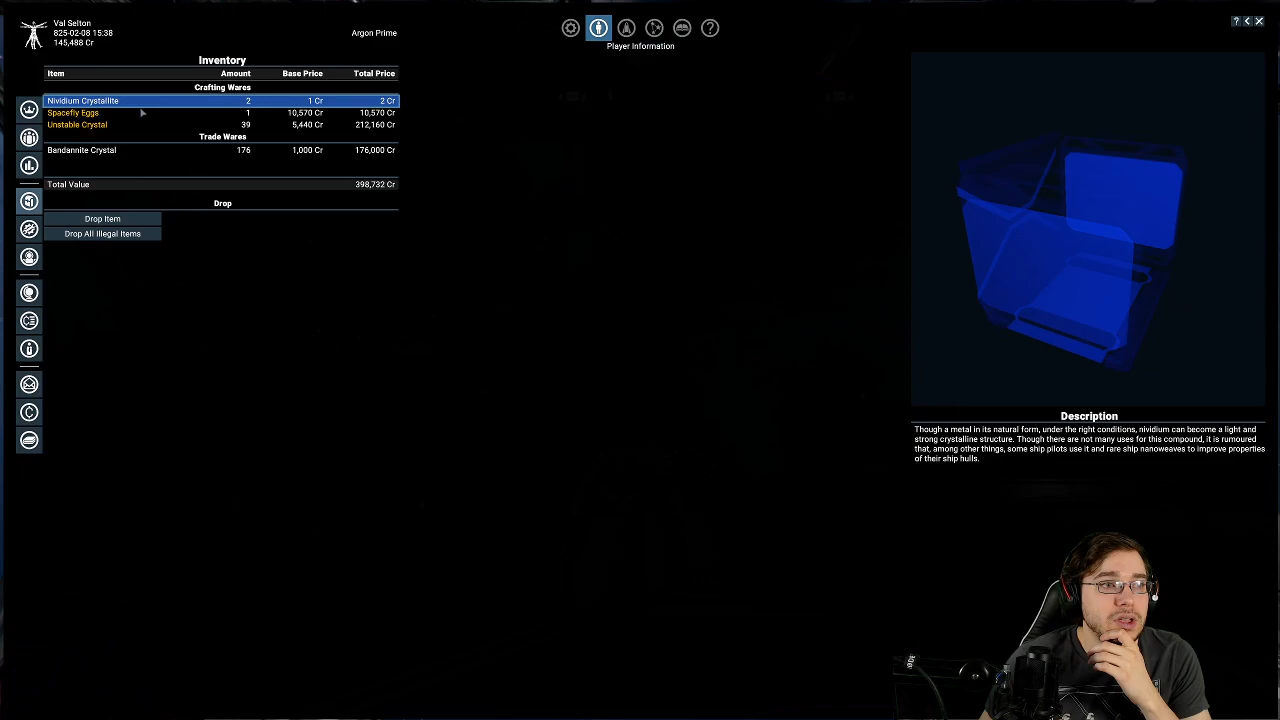 Val Selton
825-02-08 15:38
145,488 Cr
Argon Prime
Player Information
? < X
Inventory
Item Amount Base Price Total Price
Crafting Wares
Nividium Crystallite 2 1 Cr 2 Cr
Spacefly Eggs 1 10,570 Cr 10,570 Cr
Unstable Crystal 39 5,440 Cr 212,160 Cr
Trade Wares
Bandannite Crystal 176 1,000 Cr 176,000 Cr
Total Value 398,732 Cr
Drop
Drop Item
Drop All Illegal Items
Description
Though a metal in its natural form, under the right conditions, nividium can become a light and
strong crystalline structure. Though there are not many uses for this compound, it is rumoured
that, among other things, some ship pilots use it and rare ship nanoweaves to improve properties
of their ship hulls.